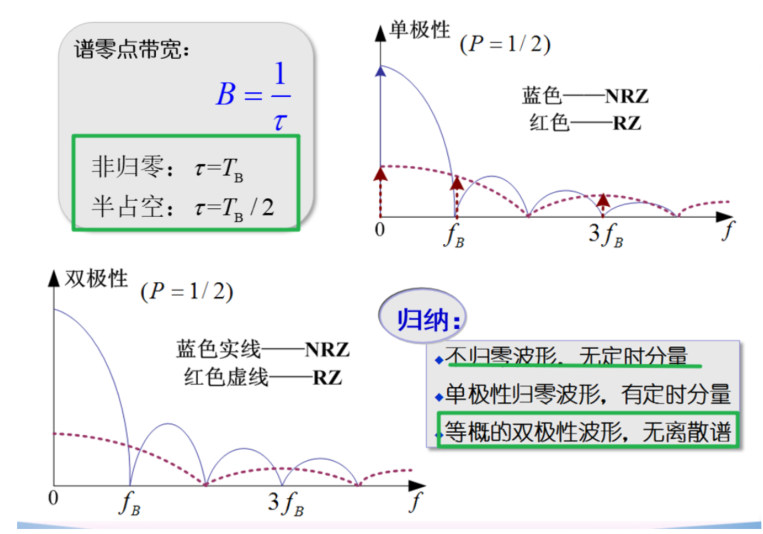 谱零点带宽：
B = 1/τ
非归零： τ=T_B
半占空： τ=T_B / 2
单极性 (P = 1/2)
蓝色——NRZ
红色——RZ
0 f_B 3f_B f
双极性 (P = 1/2)
蓝色实线——NRZ
红色虚线——RZ
0 f_B 3f_B f
归纳：
不归零波形，无定时分量
单极性归零波形，有定时分量
等概的双极性波形，无离散谱